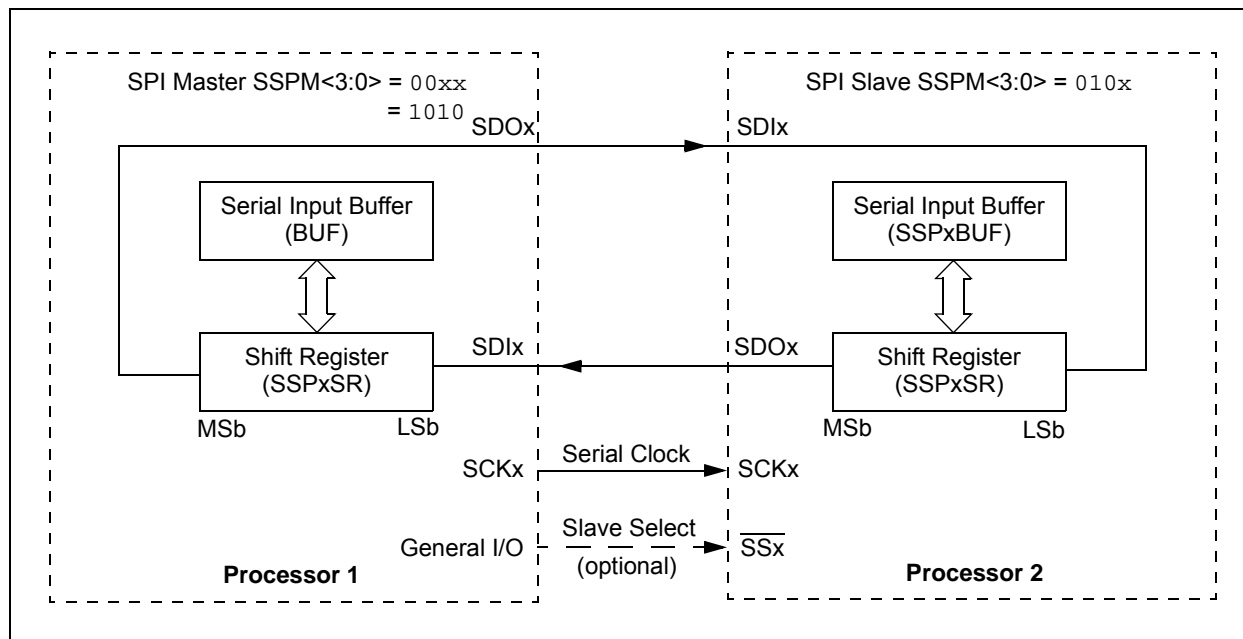 SPI Master SSPM<3:0> = 00xx
= 1010
SPI Slave SSPM<3:0> = 010x
SDOx
SDIx
Serial Input Buffer
(BUF)
Serial Input Buffer
(SSPxBUF)
Shift Register
(SSPxSR)
SDIx
SDOx
Shift Register
(SSPxSR)
MSb
LSb
MSb
LSb
SCKx
Serial Clock
SCKx
General I/O
Slave Select
(optional)
S̅S̅x̅
Processor 1
Processor 2